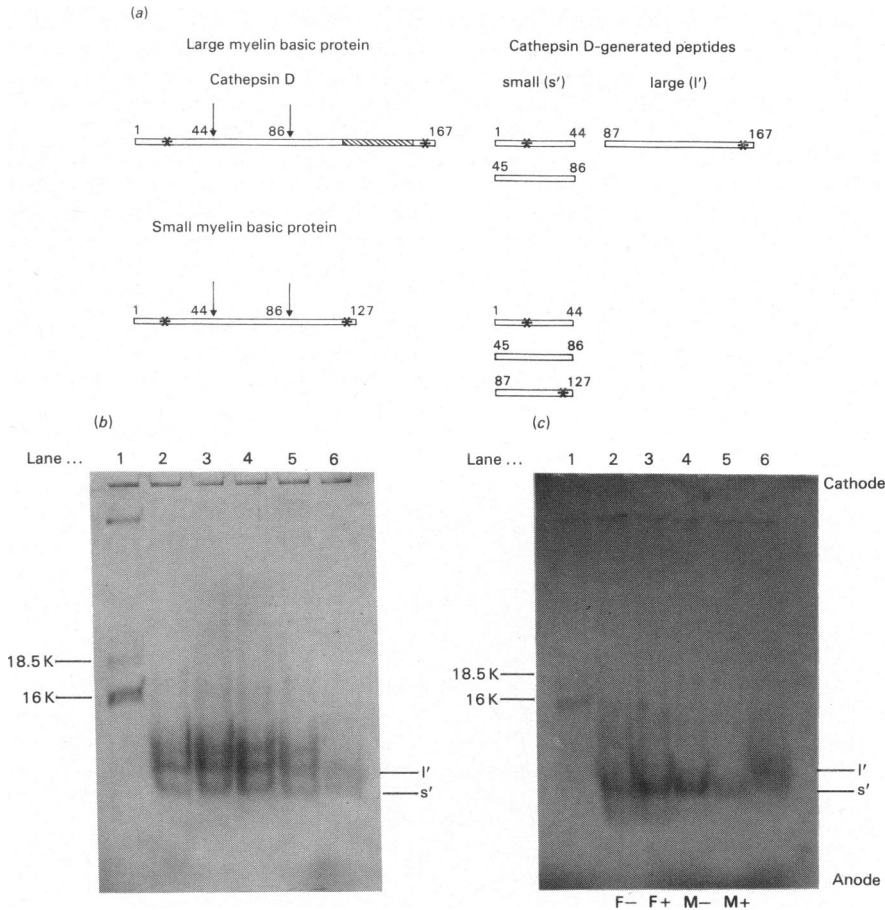 (a)
Large myelin basic protein
Cathepsin D-generated peptides
Cathepsin D
small (s′)
large (l′)
1 44 86 167
1 44
87 167
45 86
Small myelin basic protein
1 44 86 127
1 44
45 86
87 127
(b)
Lane ... 1 2 3 4 5 6
18.5 K
16 K
l′
s′
(c)
Lane ... 1 2 3 4 5 6
Cathode
18.5 K
16 K
l′
s′
Anode
F− F+ M− M+